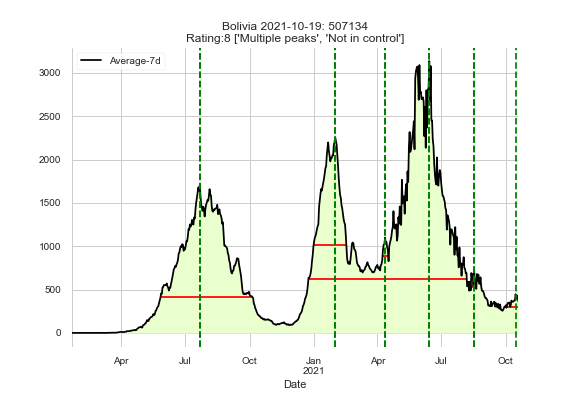 Bolivia 2021-10-19: 507134
Rating:8 ['Multiple peaks', 'Not in control']
Average-7d
3000
2500
2000
1500
1000
500
0
Apr Jul Oct Jan Apr Jul Oct
2021
Date